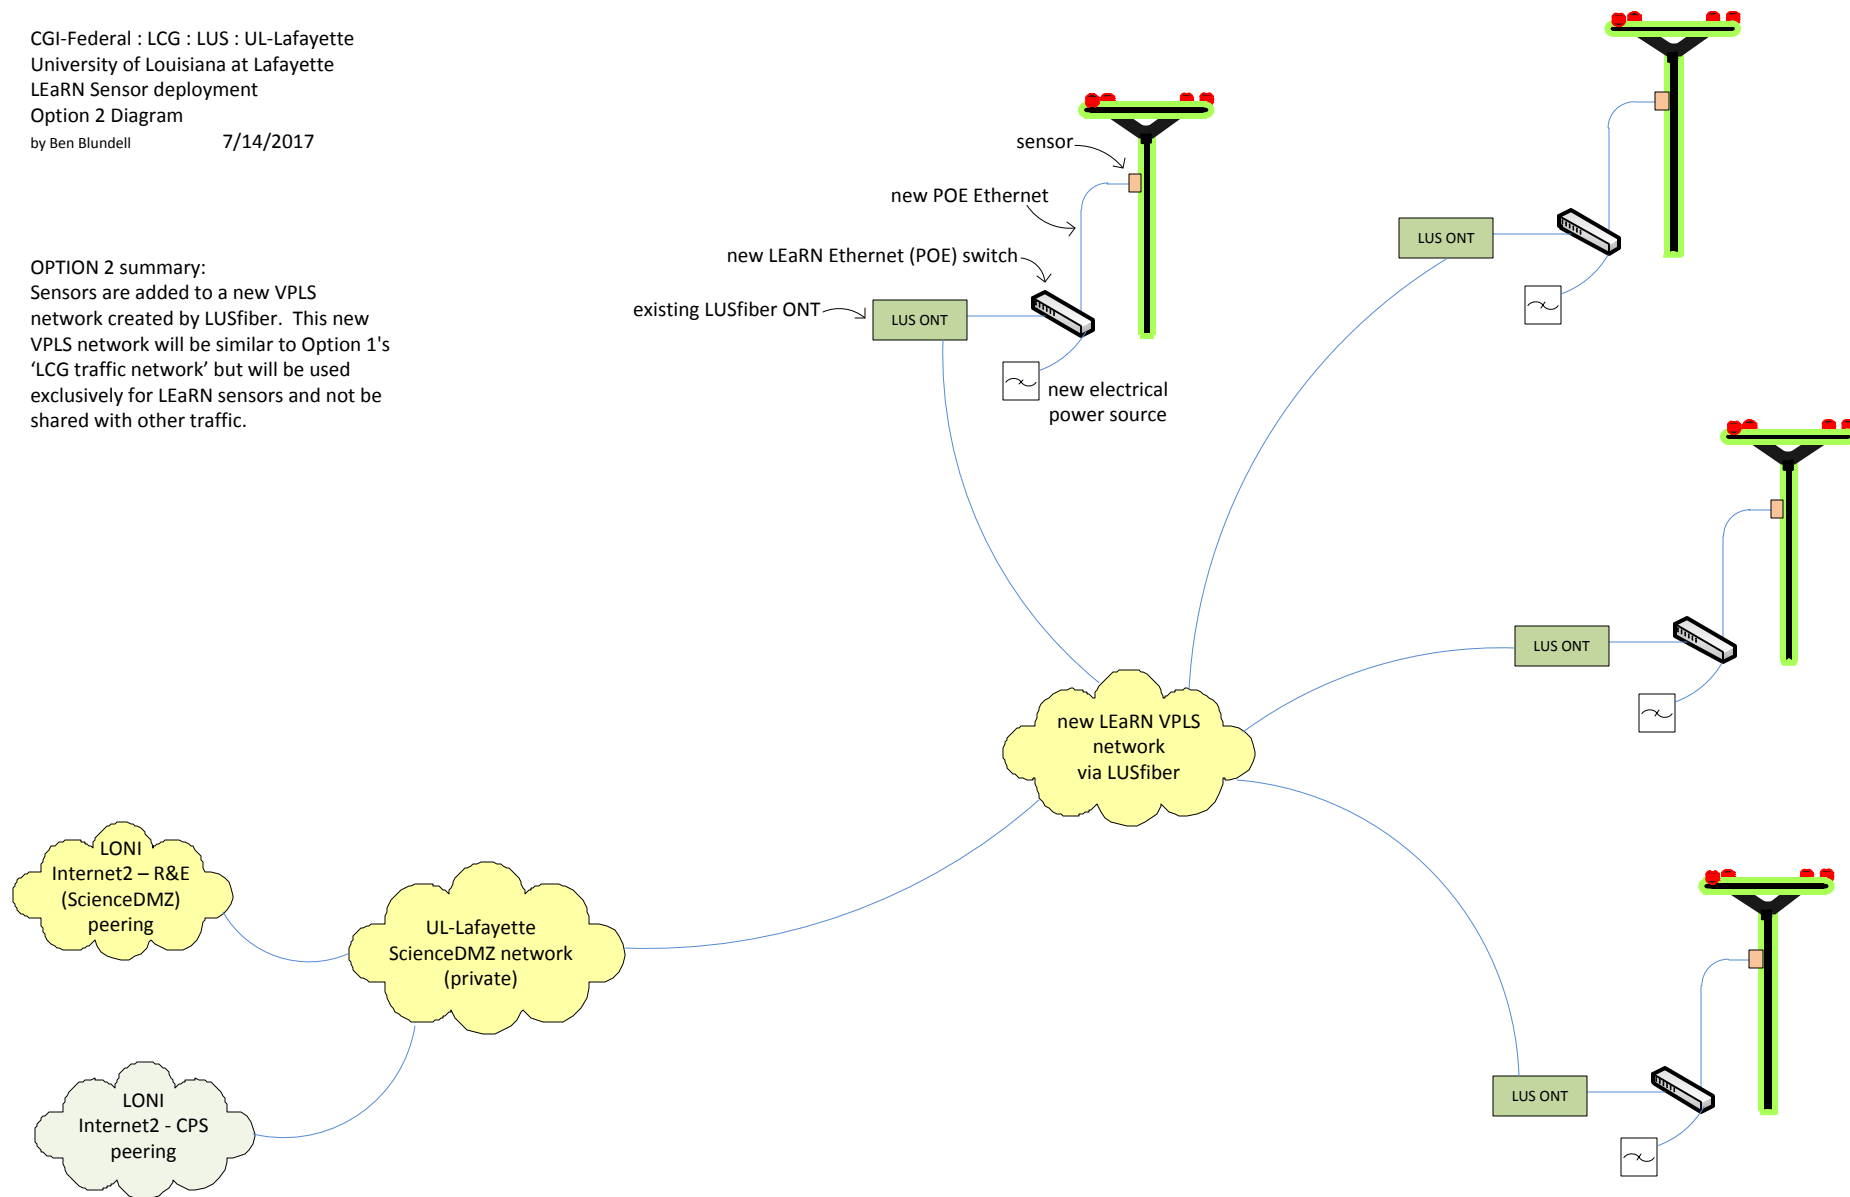 CGI-Federal : LCG : LUS : UL-Lafayette
University of Louisiana at Lafayette
LEaRN Sensor deployment
Option 2 Diagram
by Ben Blundell 7/14/2017
OPTION 2 summary:
Sensors are added to a new VPLS
network created by LUSfiber.  This new
VPLS network will be similar to Option 1's
‘LCG traffic network’ but will be used
exclusively for LEaRN sensors and not be
shared with other traffic.
sensor
new POE Ethernet
new LEaRN Ethernet (POE) switch
existing LUSfiber ONT
LUS ONT
new electrical
power source
LUS ONT
LUS ONT
new LEaRN VPLS
network
via LUSfiber
LONI
Internet2 – R&E
(ScienceDMZ)
peering
UL-Lafayette
ScienceDMZ network
(private)
LONI
Internet2 - CPS
peering
LUS ONT